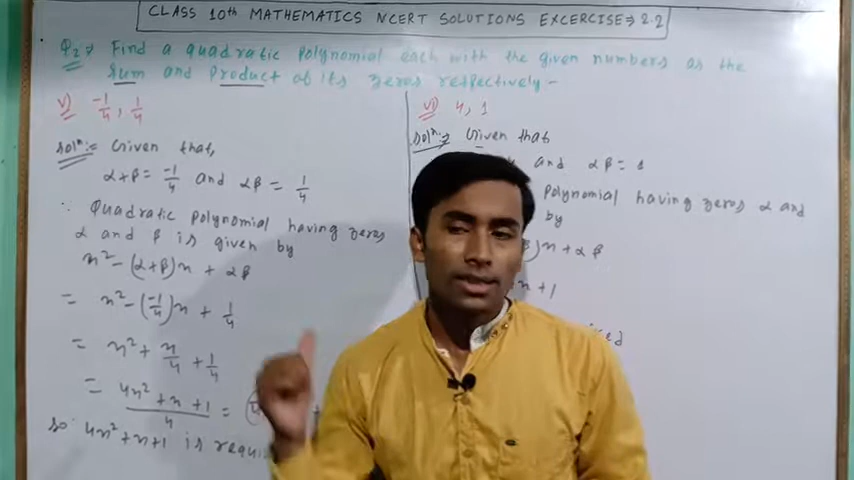 CLASS 10th MATHEMATICS NCERT SOLUTIONS EXCERCISE⇒ 2.2
Q2⇒ Find a quadratic Polynomial each with the given numbers as the
sum and Product of its zeros respectively:-
v) -1/4, 1/4
Solⁿ:= Given that,
α+β = -1/4 and αβ = 1/4
∵ Quadratic Polynomial having zeros
α and β is given by
x²-(α+β)x + αβ
= x²-(-1/4)x + 1/4
= x² + x/4 + 1/4
= 4x²+x+1/4 =
so 4x²+x+1 is
vi) 4, 1
Solⁿ:⇒ Given that
and αβ = 1
Polynomial having zeros α and
by
)x + αβ
x + 1